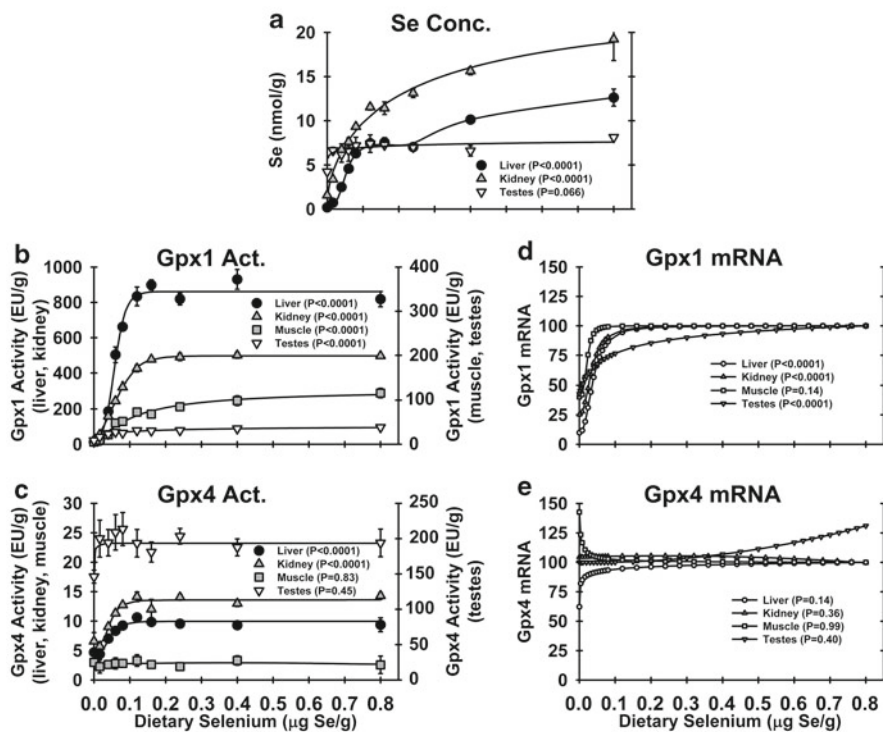 a
Se Conc.
20
15
10
5
0
Se (nmol/g)
Liver (P<0.0001)
Kidney (P<0.0001)
Testes (P=0.066)
b
Gpx1 Act.
1000
800
600
400
200
0
Gpx1 Activity (EU/g)
(liver, kidney)
Liver (P<0.0001)
Kidney (P<0.0001)
Muscle (P<0.0001)
Testes (P<0.0001)
400
300
200
100
0
Gpx1 Activity (EU/g)
(muscle, testes)
d
Gpx1 mRNA
150
125
100
75
50
25
0
Gpx1 mRNA
Liver (P<0.0001)
Kidney (P<0.0001)
Muscle (P=0.14)
Testes (P<0.0001)
c
Gpx4 Act.
30
25
20
15
10
5
0
Gpx4 Activity (EU/g)
(liver, kidney, muscle)
Liver (P<0.0001)
Kidney (P<0.0001)
Muscle (P=0.83)
Testes (P=0.45)
250
200
150
100
50
0
Gpx4 Activity (EU/g)
(testes)
0.0 0.1 0.2 0.3 0.4 0.5 0.6 0.7 0.8
Dietary Selenium (μg Se/g)
e
Gpx4 mRNA
150
125
100
75
50
25
0
Gpx4 mRNA
Liver (P=0.14)
Kidney (P=0.36)
Muscle (P=0.99)
Testes (P=0.40)
0.0 0.1 0.2 0.3 0.4 0.5 0.6 0.7 0.8
Dietary Selenium (μg Se/g)